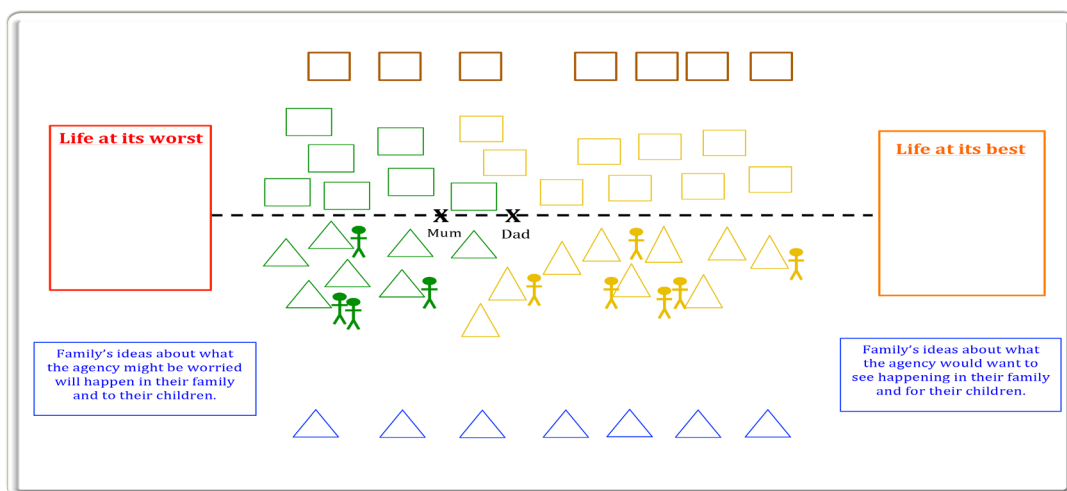 Life at its worst
Life at its best
X X
Mum
Dad
Family's ideas about what
the agency might be worried
will happen in their family
and to their children.
Family's ideas about what
the agency would want to
see happening in their family
and for their children.